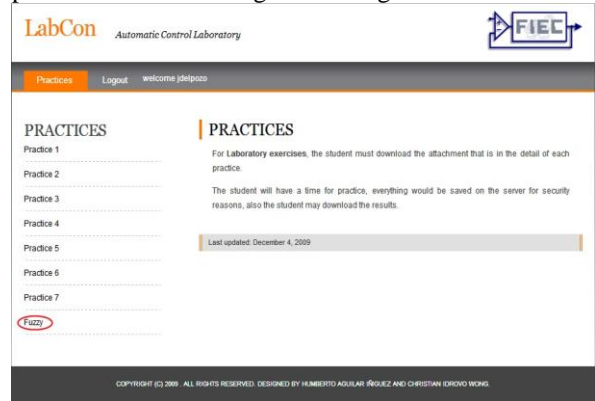 LabCon Automatic Control Laboratory
FIEC
Practices Logout welcome jdelpozo
PRACTICES
Practice 1
Practice 2
Practice 3
Practice 4
Practice 5
Practice 6
Practice 7
Fuzzy
PRACTICES
For Laboratory exercises, the student must download the attachment that is in the detail of each
practice.
The student will have a time for practice, everything would be saved on the server for security
reasons, also the student may download the results.
Last updated: December 4, 2009
COPYRIGHT (C) 2009 . ALL RIGHTS RESERVED. DESIGNED BY HUMBERTO AGUILAR IÑIGUEZ AND CHRISTIAN IDROVO WONG.